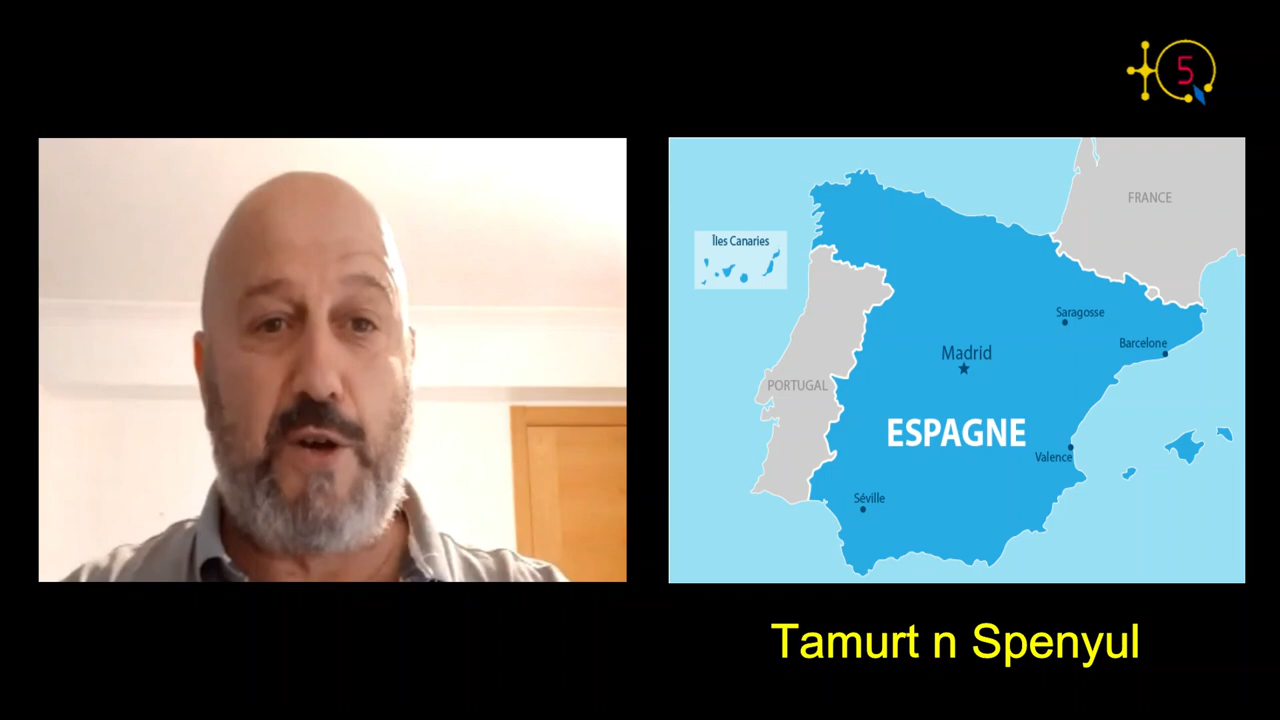 5
FRANCE
Îles Canaries
Saragosse
Barcelone
Madrid
PORTUGAL
ESPAGNE
Valence
Séville
Tamurt n Spenyul